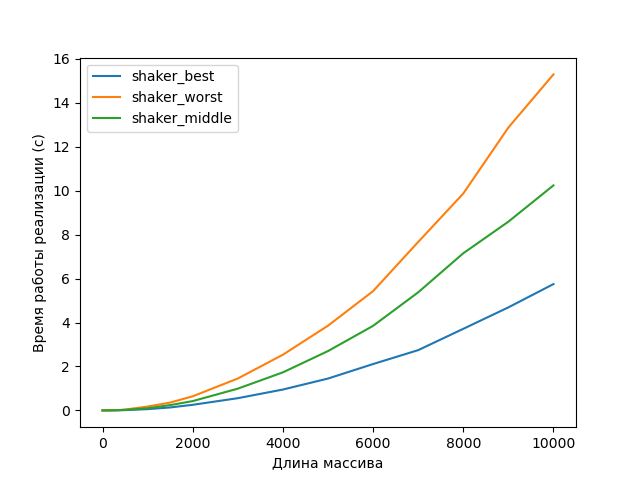 shaker_best
shaker_worst
shaker_middle
16
14
12
10
8
6
4
2
0
Время работы реализации (с)
0 2000 4000 6000 8000 10000
Длина массива